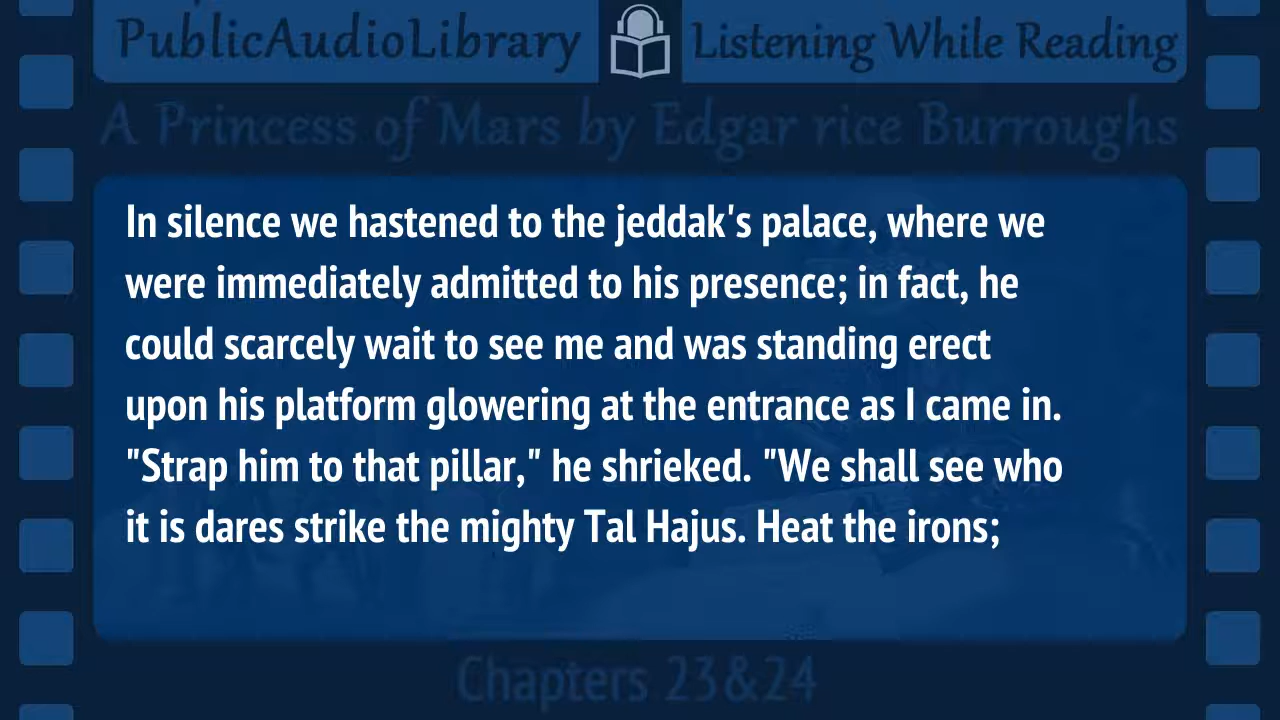 PublicAudioLibrary Listening While Reading
A Princess of Mars by Edgar rice Burroughs
In silence we hastened to the jeddak's palace, where we
were immediately admitted to his presence; in fact, he
could scarcely wait to see me and was standing erect
upon his platform glowering at the entrance as I came in.
"Strap him to that pillar," he shrieked. "We shall see who
it is dares strike the mighty Tal Hajus. Heat the irons;
Chapters 23&24